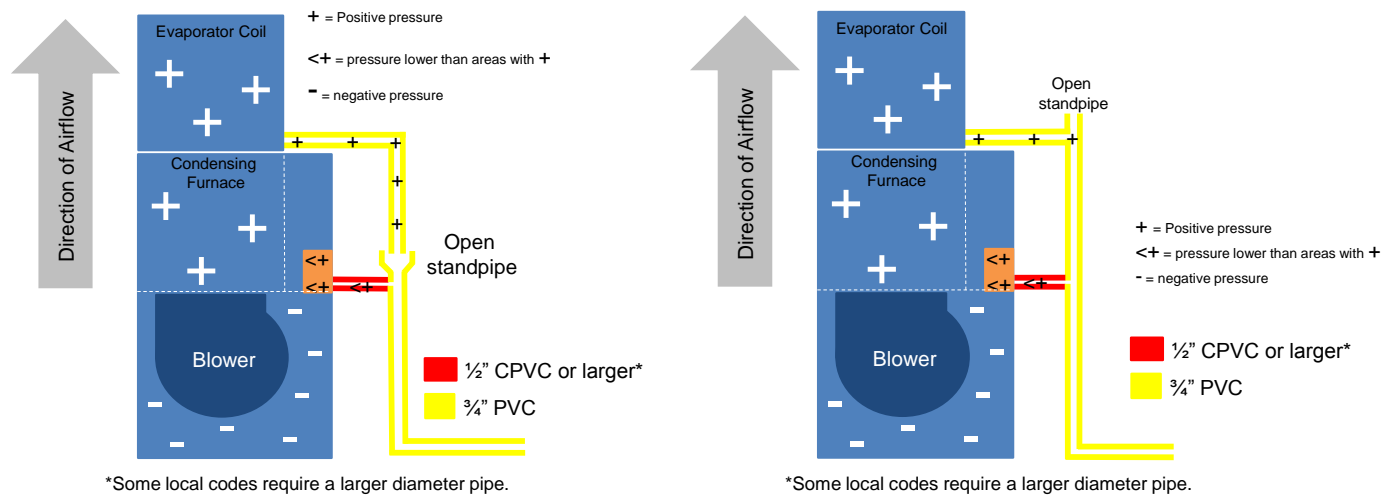 Direction of Airflow
Evaporator Coil
+ = Positive pressure
<+ = pressure lower than areas with +
- = negative pressure
+ + +
+ + +
+
+
Condensing
Furnace
+ + +
Open
standpipe
<+
<+ <+
Blower
- - - - - - - -
½” CPVC or larger*
¾” PVC
*Some local codes require a larger diameter pipe.
Direction of Airflow
Evaporator Coil
+ + +
Open
standpipe
+ + +
Condensing
Furnace
+ + +
+ = Positive pressure
<+ = pressure lower than areas with +
- = negative pressure
<+
<+ <+
Blower
- - - - - - - -
½” CPVC or larger*
¾” PVC
*Some local codes require a larger diameter pipe.